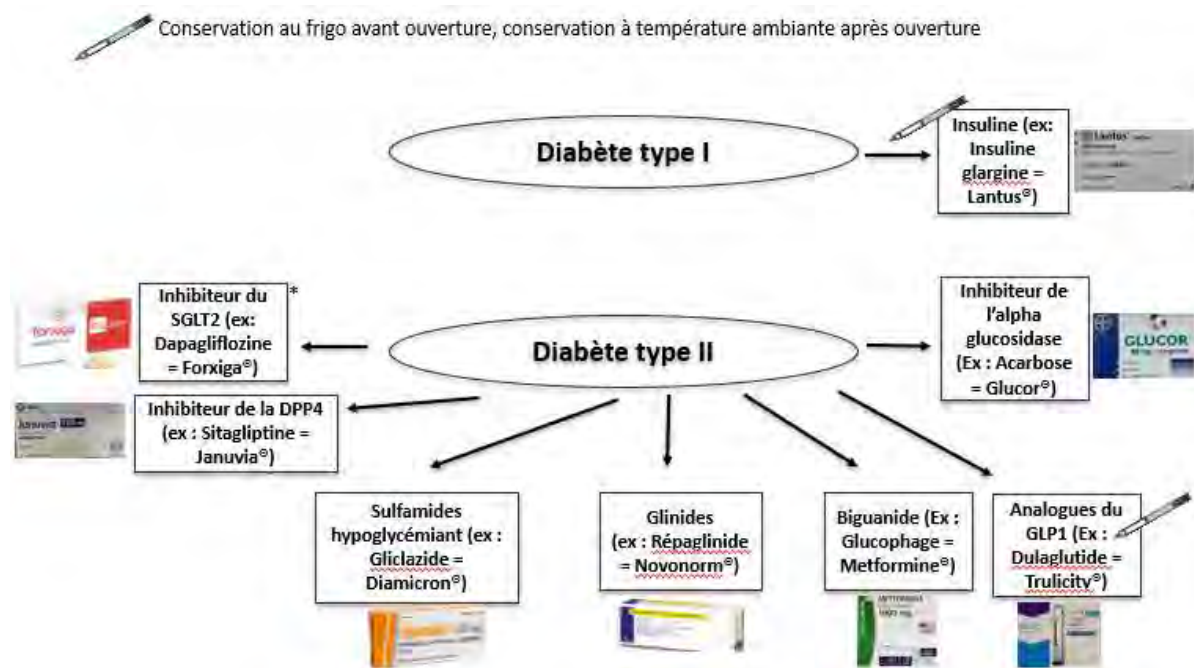 Conservation au frigo avant ouverture, conservation à température ambiante après ouverture
Diabète type I
Insuline (ex:
Insuline
glargine =
Lantus®)
Lantus
Inhibiteur du *
SGLT2 (ex:
Dapagliflozine
= Forxiga®)
forxiga
Diabète type II
Inhibiteur de
l'alpha
glucosidase
(Ex : Acarbose
= Glucor®)
GLUCOR
Inhibiteur de la DPP4
(ex : Sitagliptine =
Januvia®)
Januvia
Sulfamides
hypoglycémiant (ex :
Gliclazide =
Diamicron®)
Glinides
(ex : Répaglinide
= Novonorm®)
Biguanide (Ex :
Glucophage =
Metformine®)
Analogues du
GLP1 (Ex :
Dulaglutide =
Trulicity®)